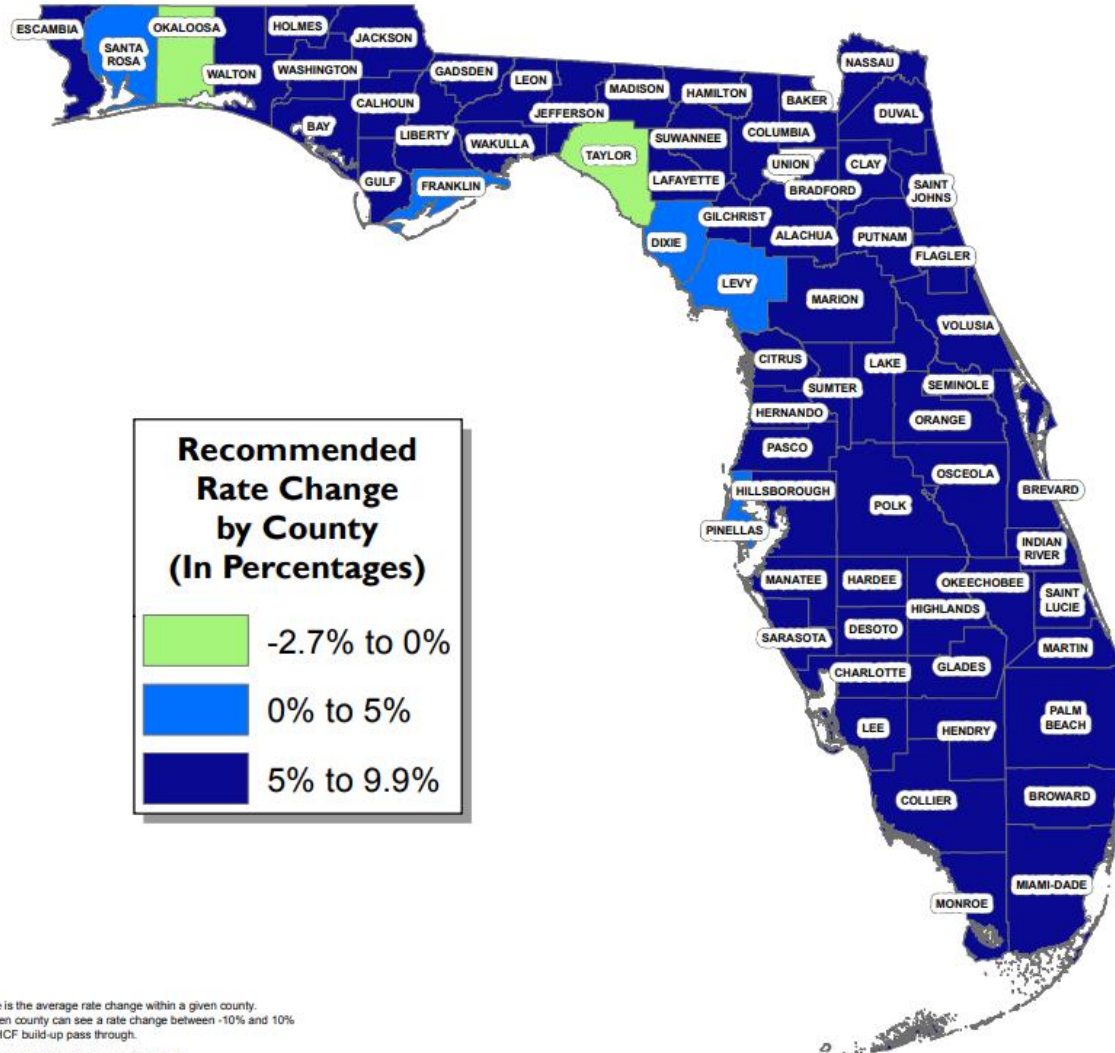 ESCAMBIA
SANTA
ROSA
OKALOOSA
WALTON
HOLMES
WASHINGTON
JACKSON
BAY
CALHOUN
GULF
GADSDEN
LIBERTY
FRANKLIN
LEON
WAKULLA
JEFFERSON
MADISON
TAYLOR
HAMILTON
SUWANNEE
LAFAYETTE
DIXIE
COLUMBIA
GILCHRIST
LEVY
BAKER
UNION
BRADFORD
ALACHUA
NASSAU
DUVAL
CLAY
SAINT
JOHNS
PUTNAM
FLAGLER
MARION
VOLUSIA
CITRUS
SUMTER
LAKE
SEMINOLE
HERNANDO
ORANGE
PASCO
OSCEOLA
HILLSBOROUGH
BREVARD
PINELLAS
POLK
INDIAN
RIVER
MANATEE
HARDEE
OKEECHOBEE
SAINT
LUCIE
HIGHLANDS
SARASOTA
DESOTO
MARTIN
CHARLOTTE
GLADES
LEE
HENDRY
PALM
BEACH
COLLIER
BROWARD
MIAMI-DADE
MONROE
Recommended
Rate Change
by County
(In Percentages)
-2.7% to 0%
0% to 5%
5% to 9.9%
is the average rate change within a given county.
county can see a rate change between -10% and 10%
build-up pass through.